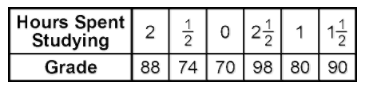 Hours Spent Studying 2 1/2 0 2 1/2 1 1 1/2
Grade 88 74 70 98 80 90